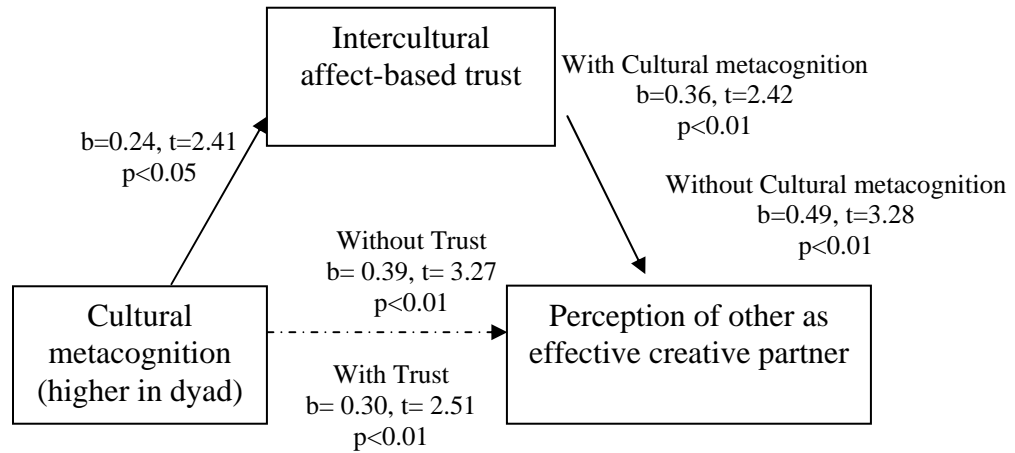 Intercultural
affect-based trust
With Cultural metacognition
b=0.36, t=2.42
p<0.01
b=0.24, t=2.41
p<0.05
Without Cultural metacognition
b=0.49, t=3.28
p<0.01
Without Trust
b= 0.39, t= 3.27
p<0.01
Cultural
metacognition
(higher in dyad)
Perception of other as
effective creative partner
With Trust
b= 0.30, t= 2.51
p<0.01